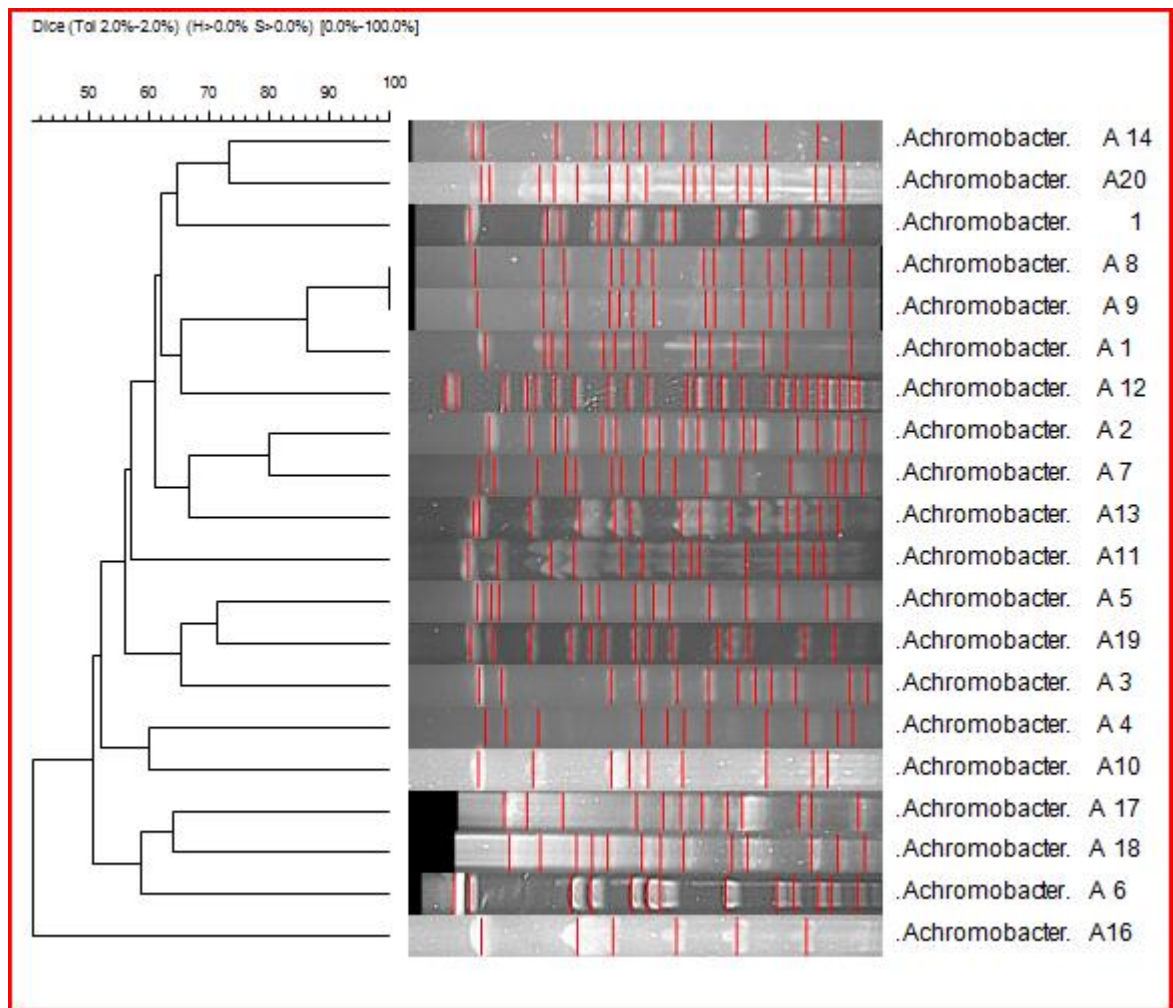 Dice (Tol 2.0%-2.0%) (H>0.0% S>0.0%) [0.0%-100.0%]
50 60 70 80 90 100
.Achromobacter. A 14
.Achromobacter. A20
.Achromobacter. 1
.Achromobacter. A 8
.Achromobacter. A 9
.Achromobacter. A 1
.Achromobacter. A 12
.Achromobacter. A 2
.Achromobacter. A 7
.Achromobacter. A13
.Achromobacter. A11
.Achromobacter. A 5
.Achromobacter. A19
.Achromobacter. A 3
.Achromobacter. A 4
.Achromobacter. A10
.Achromobacter. A 17
.Achromobacter. A 18
.Achromobacter. A 6
.Achromobacter. A16